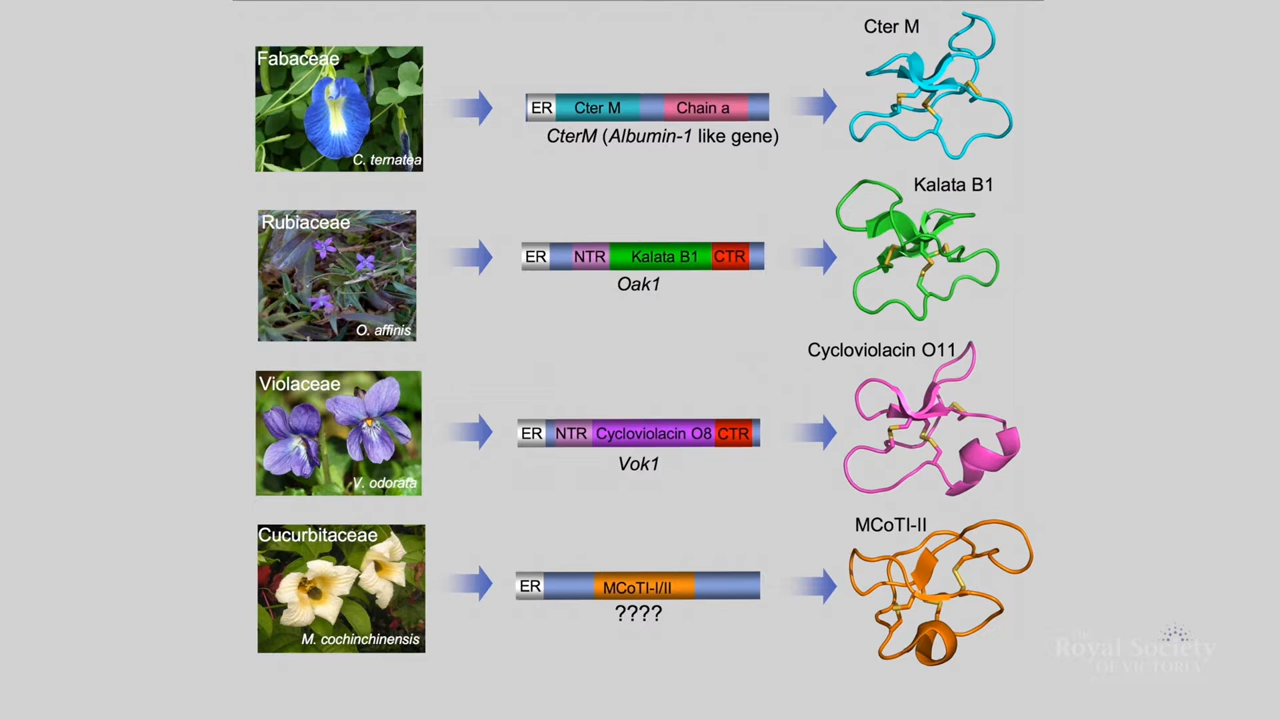 Fabaceae
C. ternatea
ER Cter M Chain a
CterM (Albumin-1 like gene)
Cter M
Rubiaceae
O. affinis
ER NTR Kalata B1 CTR
Oak1
Kalata B1
Violaceae
V. odorata
ER NTR Cycloviolacin O8 CTR
Vok1
Cycloviolacin O11
Cucurbitaceae
M. cochinchinensis
ER MCoTI-I/II
????
MCoTI-II
The
Royal Society
OF VICTORIA